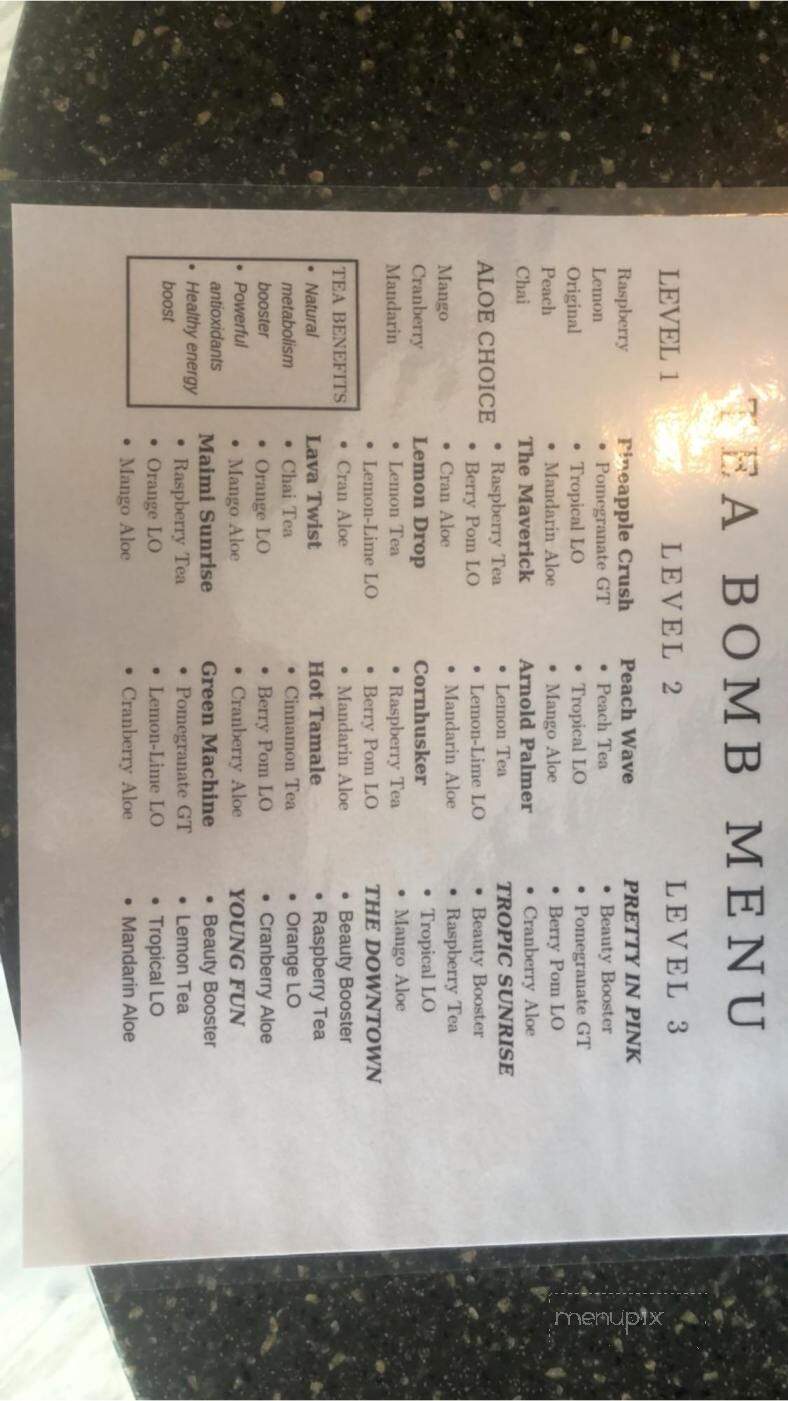 TEA BOMB MENU
LEVEL 1
Raspberry
Lemon
Original
Peach
Chai
ALOE CHOICE
Mango
Cranberry
Mandarin
TEA BENEFITS
• Natural
metabolism
booster
• Powerful
antioxidants
• Healthy energy
boost
LEVEL 2
Pineapple Crush
• Pomegranate GT
• Tropical LO
• Mandarin Aloe
The Maverick
• Raspberry Tea
• Berry Pom LO
• Cran Aloe
Lemon Drop
• Lemon Tea
• Lemon-Lime LO
• Cran Aloe
Lava Twist
• Chai Tea
• Orange LO
• Mango Aloe
Maimi Sunrise
• Raspberry Tea
• Orange LO
• Mango Aloe
Peach Wave
• Peach Tea
• Tropical LO
• Mango Aloe
Arnold Palmer
• Lemon Tea
• Lemon-Lime LO
• Mandarin Aloe
Cornhusker
• Raspberry Tea
• Berry Pom LO
• Mandarin Aloe
Hot Tamale
• Cinnamon Tea
• Berry Pom LO
• Cranberry Aloe
Green Machine
• Pomegranate GT
• Lemon-Lime LO
• Cranberry Aloe
LEVEL 3
PRETTY IN PINK
• Beauty Booster
• Pomegranate GT
• Berry Pom LO
• Cranberry Aloe
TROPIC SUNRISE
• Beauty Booster
• Raspberry Tea
• Tropical LO
• Mango Aloe
THE DOWNTOWN
• Beauty Booster
• Raspberry Tea
• Orange LO
• Cranberry Aloe
YOUNG FUN
• Beauty Booster
• Lemon Tea
• Tropical LO
• Mandarin Aloe
menupix